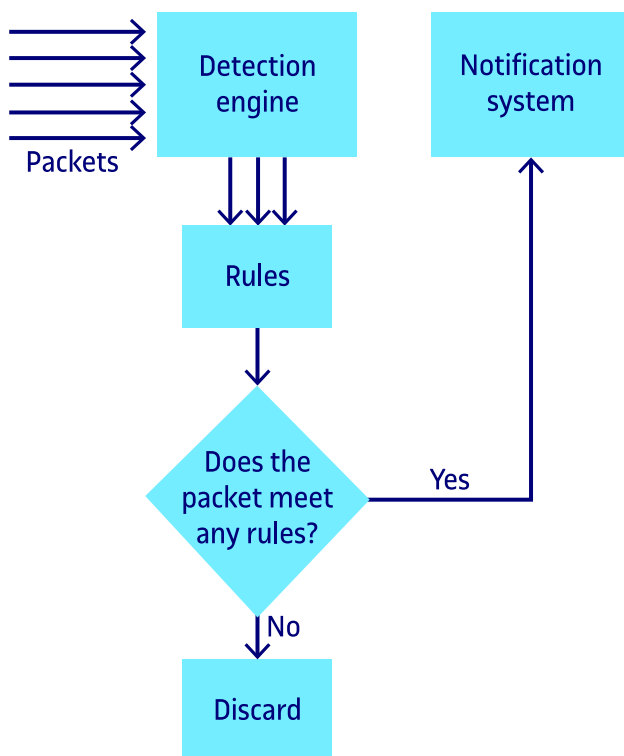 Detection
engine
Notification
system
Packets
Rules
Does the
packet meet
any rules?
Yes
No
Discard